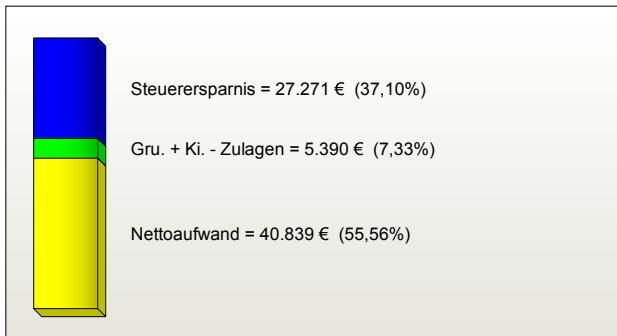 Steuerersparnis = 27.271 € (37,10%)
Gru. + Ki. - Zulagen = 5.390 € (7,33%)
Nettoaufwand = 40.839 € (55,56%)